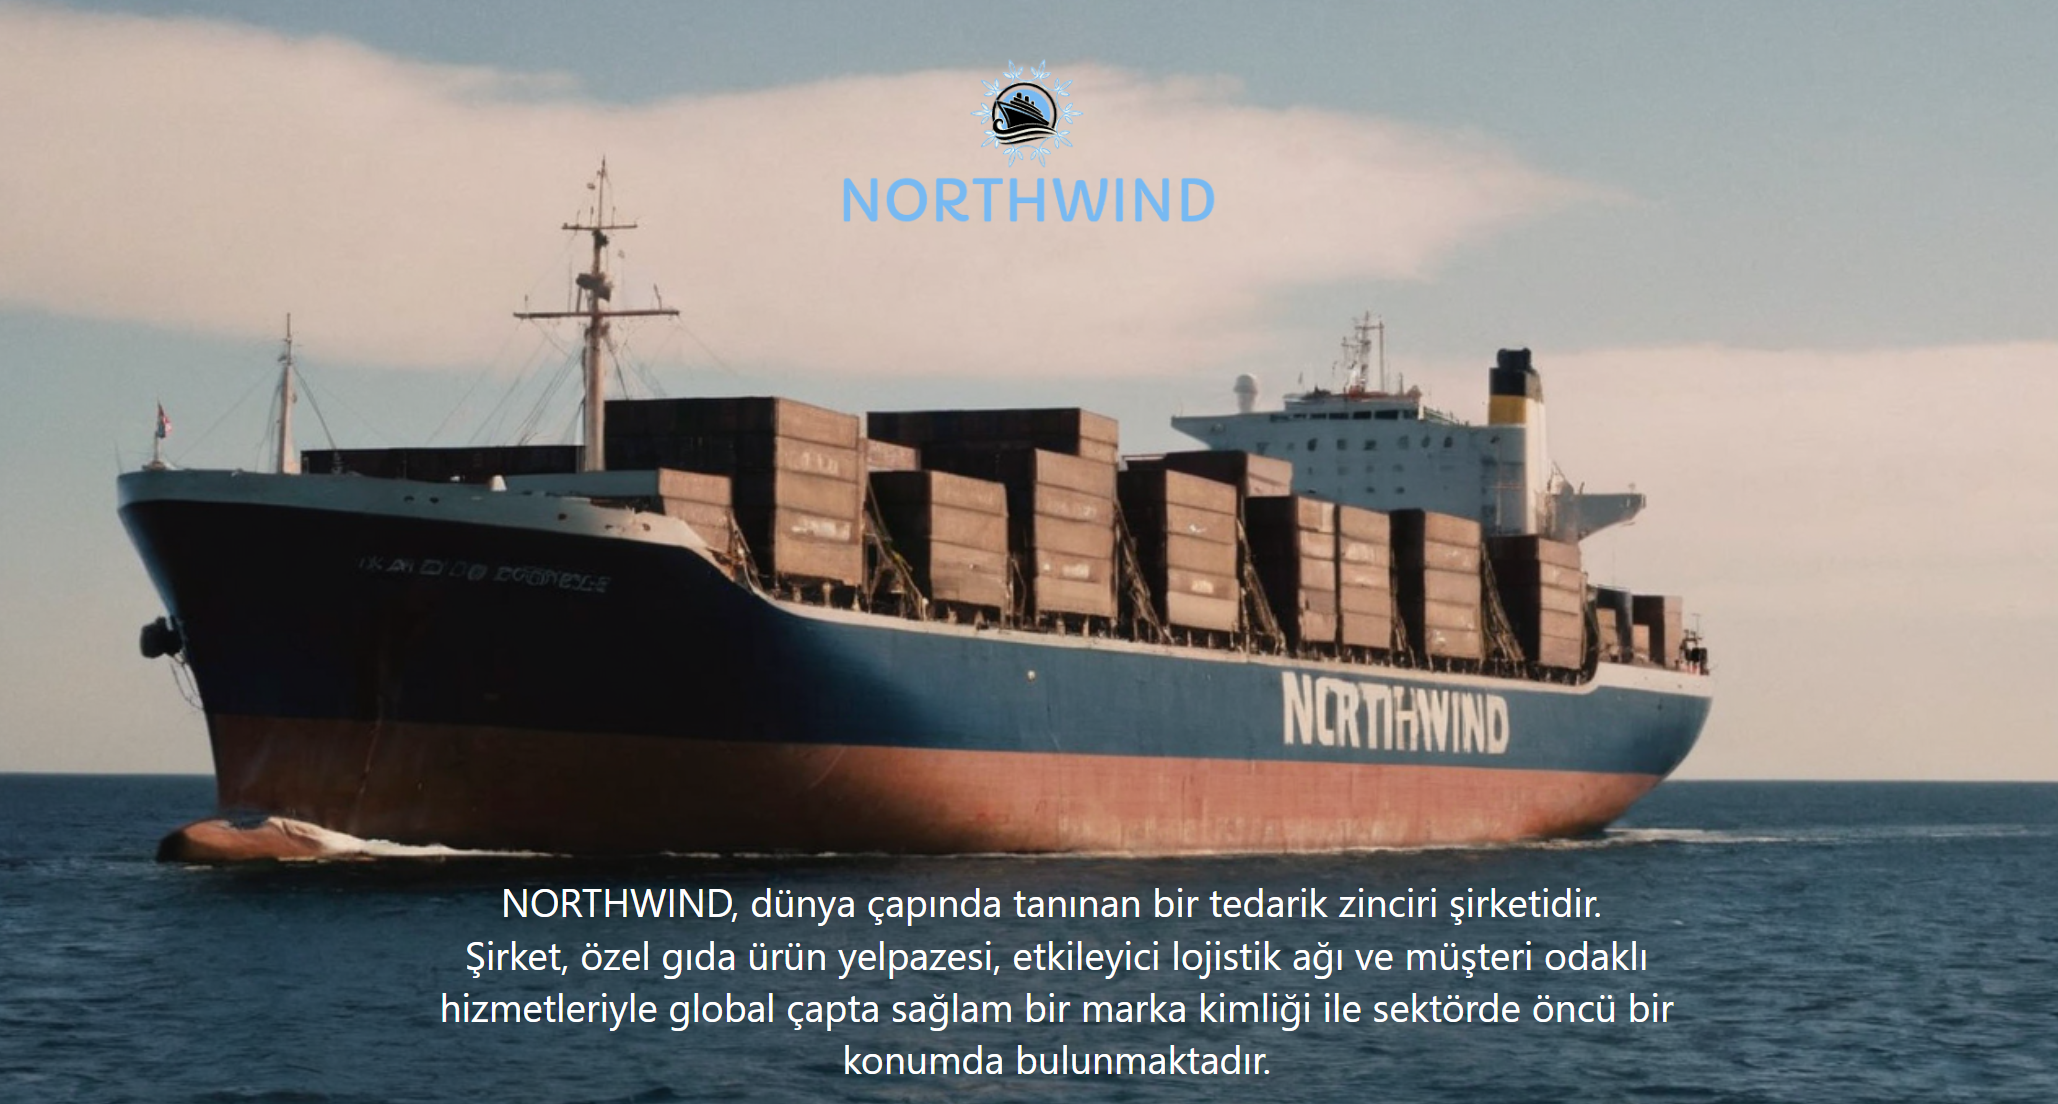 NORTHWIND
NORTHWIND
NORTHWIND, dünya çapında tanınan bir tedarik zinciri şirketidir.
Şirket, özel gıda ürün yelpazesi, etkileyici lojistik ağı ve müşteri odaklı
hizmetleriyle global çapta sağlam bir marka kimliği ile sektörde öncü bir
konumda bulunmaktadır.